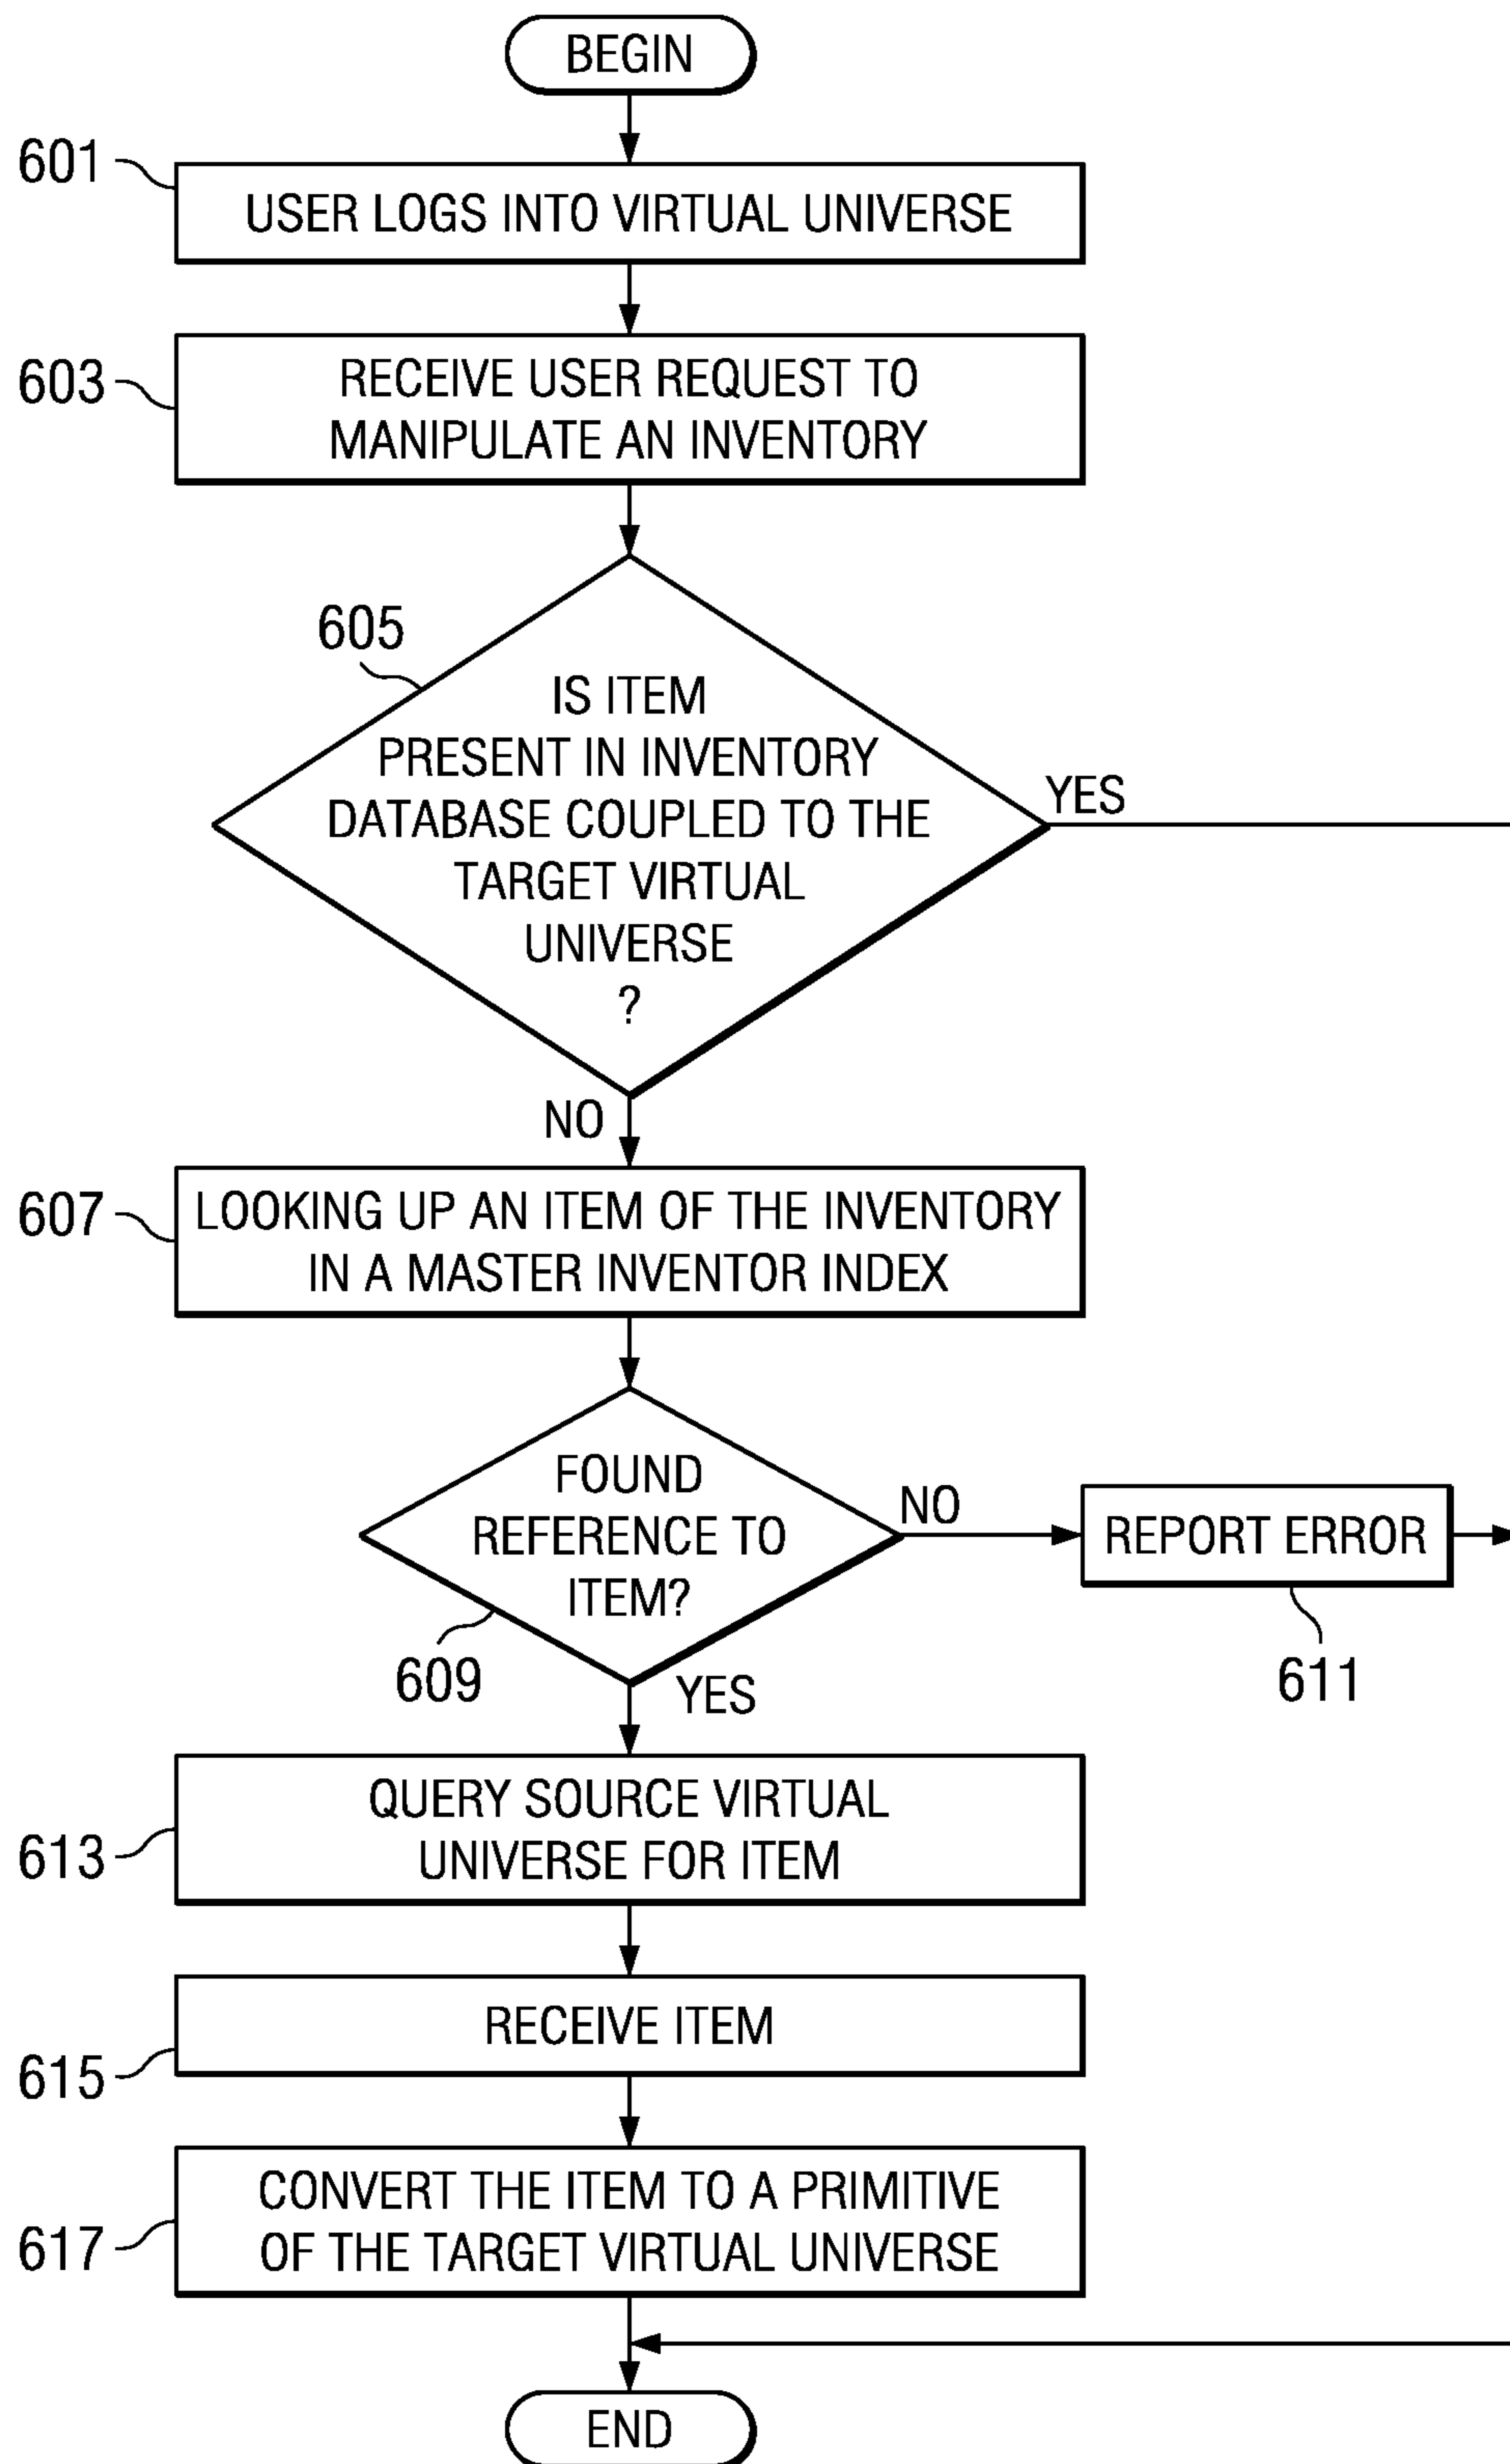 BEGIN
601
USER LOGS INTO VIRTUAL UNIVERSE
603
RECEIVE USER REQUEST TO
MANIPULATE AN INVENTORY
605
IS ITEM
PRESENT IN INVENTORY
DATABASE COUPLED TO THE
TARGET VIRTUAL
UNIVERSE
?
YES
NO
607
LOOKING UP AN ITEM OF THE INVENTORY
IN A MASTER INVENTOR INDEX
FOUND
REFERENCE TO
ITEM?
NO
REPORT ERROR
609
YES
611
613
QUERY SOURCE VIRTUAL
UNIVERSE FOR ITEM
615
RECEIVE ITEM
617
CONVERT THE ITEM TO A PRIMITIVE
OF THE TARGET VIRTUAL UNIVERSE
END